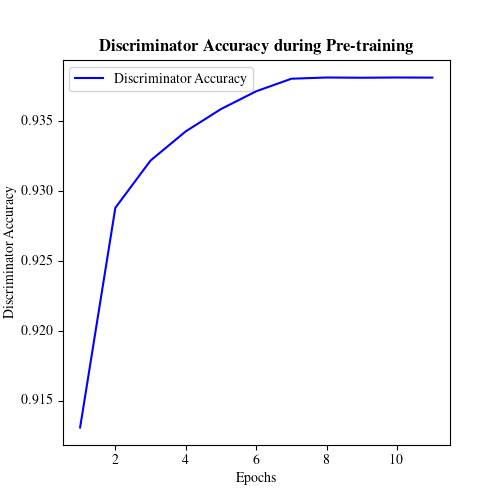 Discriminator Accuracy during Pre-training
Discriminator Accuracy
0.935
0.930
0.925
0.920
0.915
Discriminator Accuracy
2 4 6 8 10
Epochs